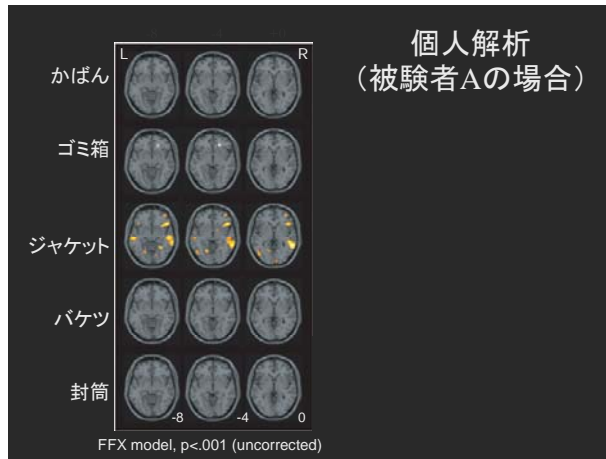 個人解析
（被験者Aの場合）
L R
かばん
ゴミ箱
ジャケット
バケツ
封筒
-8 -4 0
FFX model, p<.001 (uncorrected)